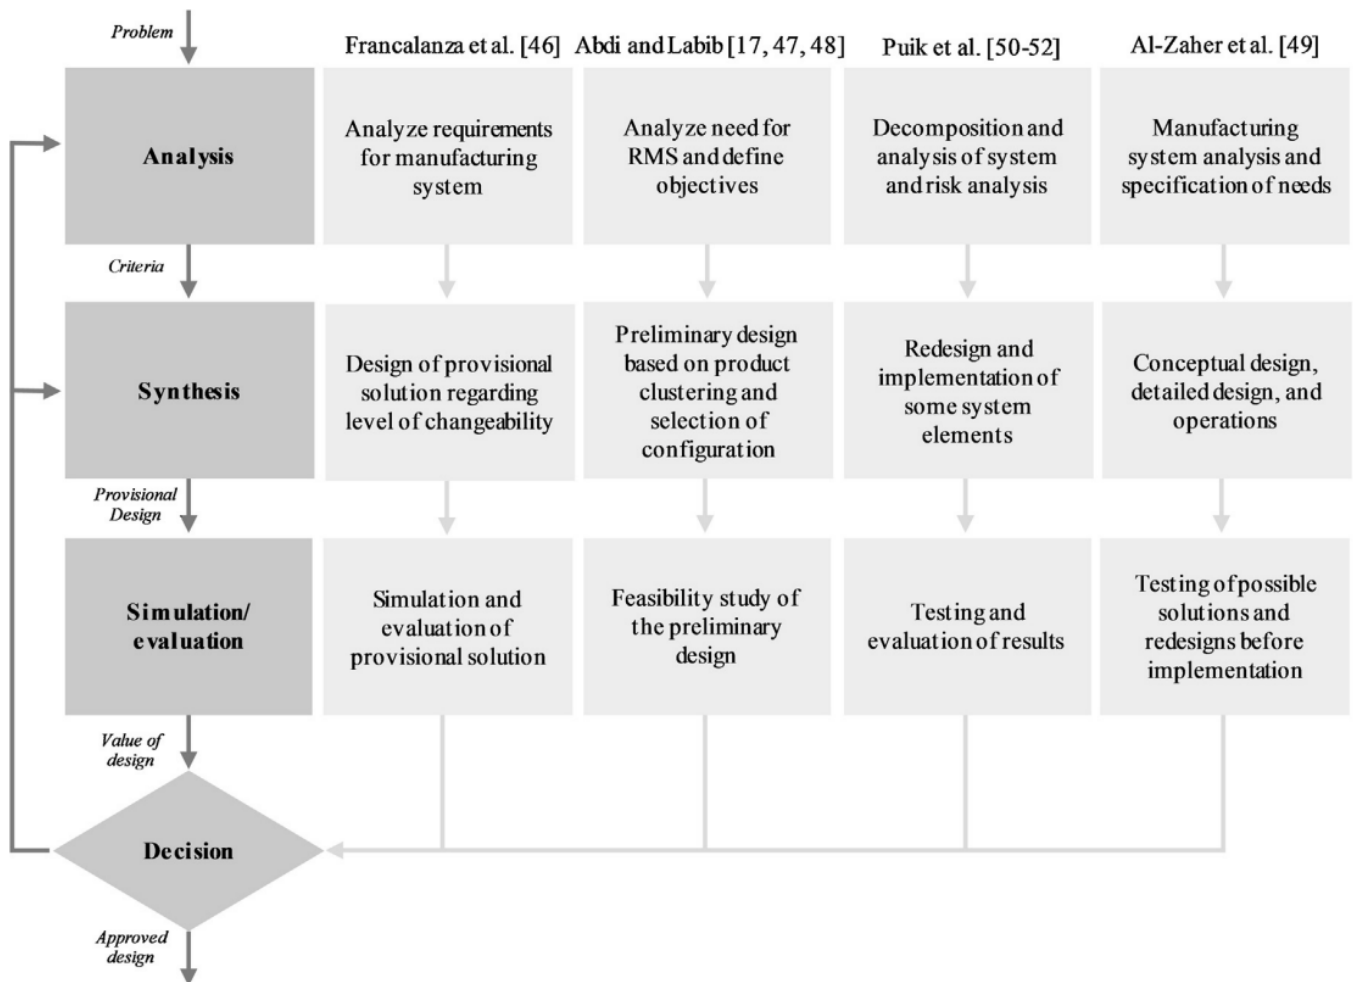 Problem
Francalanza et al. [46]
Abdi and Labib [17, 47, 48]
Puik et al. [50-52]
Al-Zaher et al. [49]
Analysis
Analyze requirements
for manufacturing
system
Analyze need for
RMS and define
objectives
Decomposition and
analysis of system
and risk analysis
Manufacturing
system analysis and
specification of needs
Criteria
Synthesis
Design of provisional
solution regarding
level of changeability
Preliminary design
based on product
clustering and
selection of
configuration
Redesign and
implementation of
some system
elements
Conceptual design,
detailed design, and
operations
Provisional
Design
Simulation/
evaluation
Simulation and
evaluation of
provisional solution
Feasibility study of
the preliminary
design
Testing and
evaluation of results
Testing of possible
solutions and
redesigns before
implementation
Value of
design
Decision
Approved
design